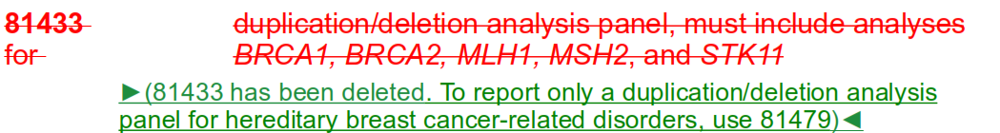 81433 duplication/deletion analysis panel, must include analyses
for BRCA1, BRCA2, MLH1, MSH2, and STK11
►(81433 has been deleted. To report only a duplication/deletion analysis
panel for hereditary breast cancer-related disorders, use 81479)◄